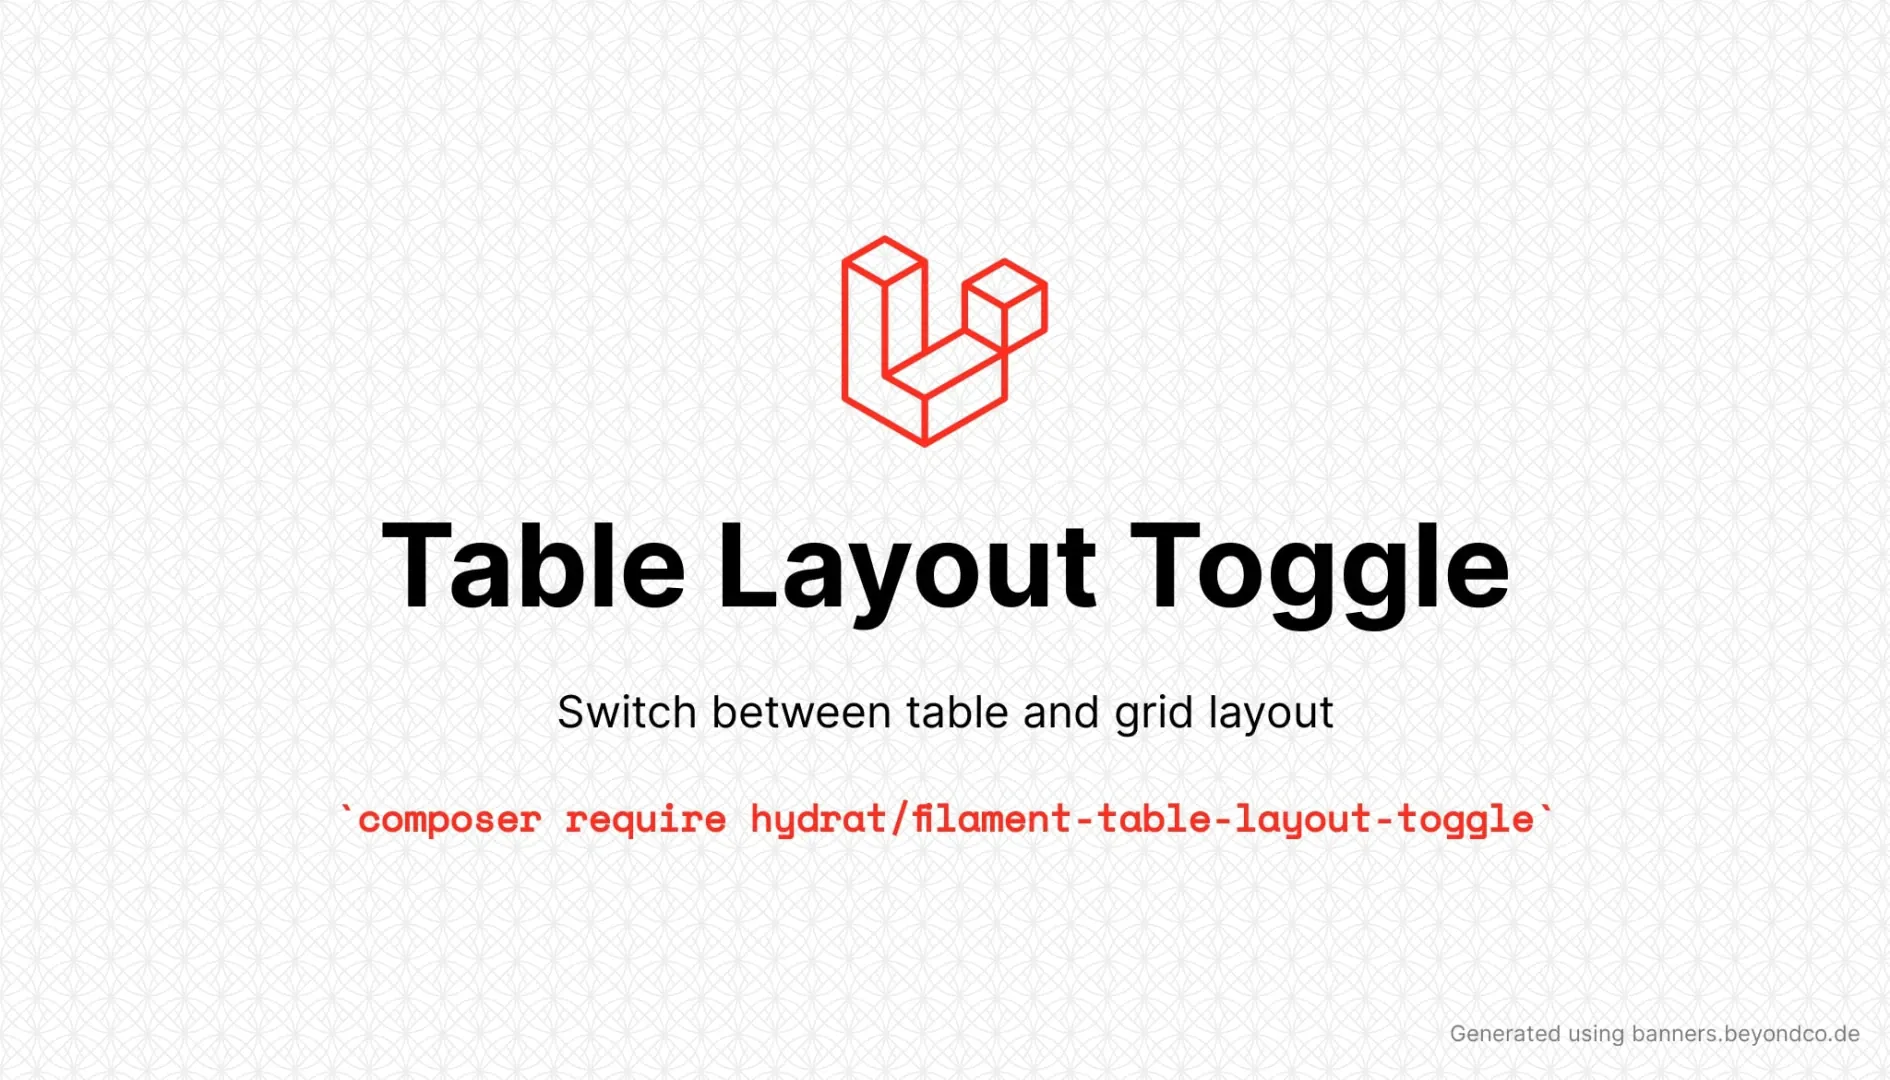 Table Layout Toggle
Switch between table and grid layout
`composer require hydrat/filament-table-layout-toggle`
Generated using banners.beyondco.de